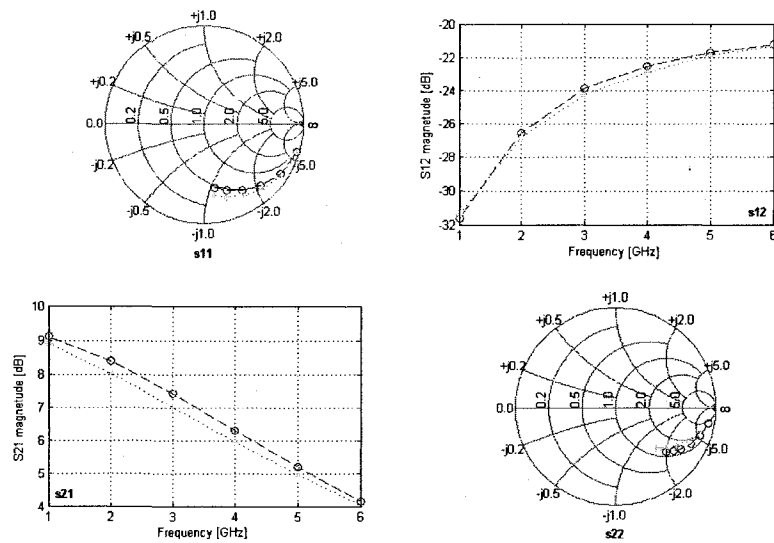 +j1.0
+j0.5
+j2.0
+j0.2
+j5.0
0.0
0.2
0.5
1.0
2.0
5.0
∞
-j0.2
-j5.0
-j0.5
-j2.0
-j1.0
s11
-20
-22
-24
-26
-28
-30
-32
S12 magnetude [dB]
s12
1
2
3
4
5
6
Frequency [GHz]
10
9
8
7
6
5
4
S21 magnetude [dB]
s21
1
2
3
4
5
6
Frequency [GHz]
+j1.0
+j0.5
+j2.0
+j0.2
+j5.0
0.0
0.2
0.5
1.0
2.0
5.0
∞
-j0.2
-j5.0
-j0.5
-j2.0
-j1.0
s22